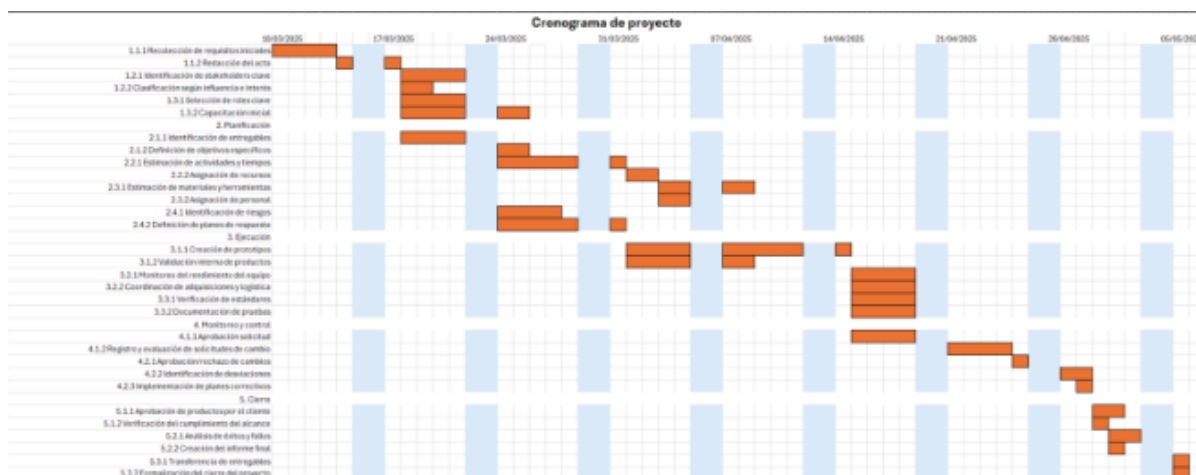 Cronograma de proyecto
10/03/2025 17/03/2025 24/03/2025 31/03/2025 07/04/2025 14/04/2025 21/04/2025 28/04/2025 05/05/2025
1.1.1 Recolección de requisitos iniciales
1.1.2 Redacción del acta
1.2.1 Identificación de stakeholders clave
1.2.2 Clasificación según influencia e interés
1.3.1 Selección de roles clave
1.3.2 Capacitación inicial
2. Planificación
2.1.1 Identificación de entregables
2.1.2 Definición de objetivos específicos
2.2.1 Estimación de actividades y tiempos
2.2.2 Asignación de recursos
2.3.1 Estimación de materiales y herramientas
2.3.2 Asignación de personal
2.4.1 Identificación de riesgos
2.4.2 Definición de planes de respuesta
3. Ejecución
3.1.1 Creación de prototipos
3.1.2 Validación interna de productos
3.2.1 Monitoreo del rendimiento del equipo
3.2.2 Coordinación de adquisiciones y logística
3.3.1 Verificación de estándares
3.3.2 Documentación de pruebas
4. Monitoreo y control
4.1.1 Aprobación solicitud
4.1.2 Registro y evaluación de solicitudes de cambio
4.2.1 Aprobación/rechazo de cambios
4.2.2 Identificación de desviaciones
4.2.3 Implementación de planes correctivos
5. Cierre
5.1.1 Aprobación de productos por el cliente
5.1.2 Verificación del cumplimiento del alcance
5.2.1 Análisis de éxitos y fallos
5.2.2 Creación del informe final
5.3.1 Transferencia de entregables
5.3.2 Formalización del cierre del proyecto